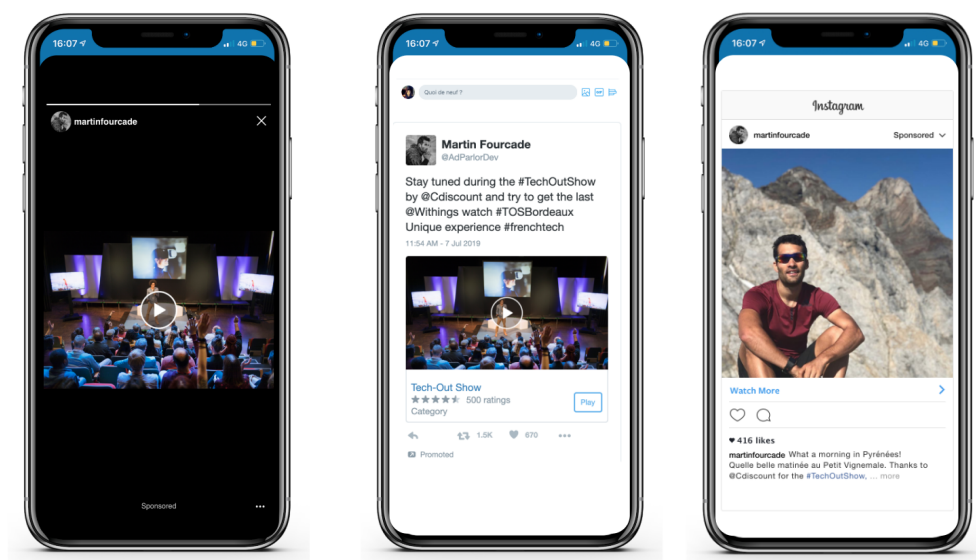 16:07
4G
martinfourcade
Sponsored
16:07
4G
Quoi de neuf ?
Martin Fourcade
@AdParlorDev
Stay tuned during the #TechOutShow
by @Cdiscount and try to get the last
@Withings watch #TOSBordeaux
Unique experience #frenchtech
11:54 AM - 7 Jul 2019
Tech-Out Show
500 ratings
Category
Play
1.5K
670
Promoted
16:07
4G
Instagram
martinfourcade
Sponsored
Watch More
416 likes
martinfourcade What a morning in Pyrénées!
Quelle belle matinée au Petit Vignemale. Thanks to
@Cdiscount for the #TechOutShow, ... more